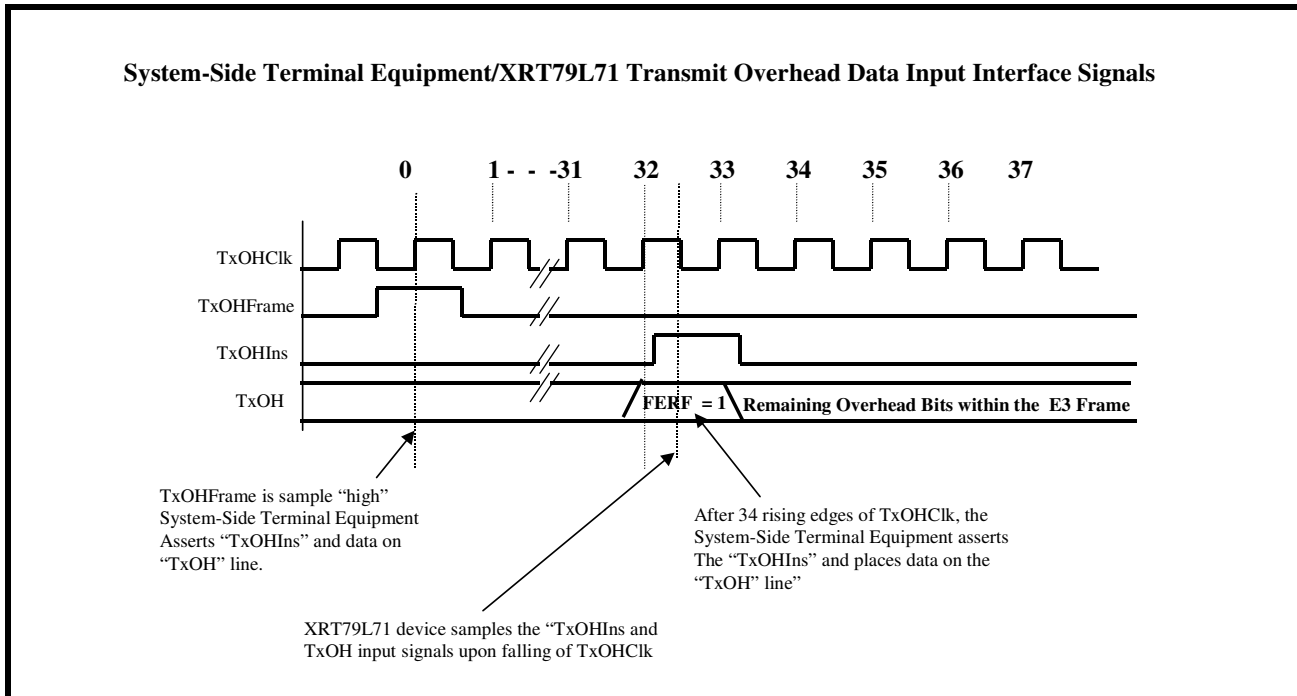 System-Side Terminal Equipment/XRT79L71 Transmit Overhead Data Input Interface Signals
0 1 - - -31 32 33 34 35 36 37
TxOHClk
TxOHFrame
TxOHIns
TxOH
FERF = 1 Remaining Overhead Bits within the E3 Frame
TxOHFrame is sample “high”
System-Side Terminal Equipment
Asserts “TxOHIns” and data on
“TxOH” line.
After 34 rising edges of TxOHClk, the
System-Side Terminal Equipment asserts
The “TxOHIns” and places data on the
“TxOH” line”
XRT79L71 device samples the “TxOHIns and
TxOH input signals upon falling of TxOHClk